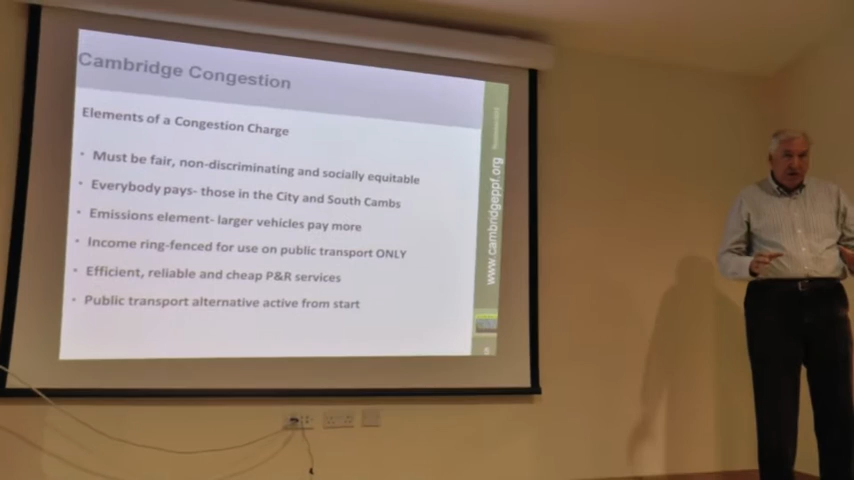 Cambridge Congestion
Elements of a Congestion Charge
• Must be fair, non-discriminating and socially equitable
• Everybody pays- those in the City and South Cambs
• Emissions element- larger vehicles pay more
• Income ring-fenced for use on public transport ONLY
• Efficient, reliable and cheap P&R services
• Public transport alternative active from start
www.cambridgeppf.org